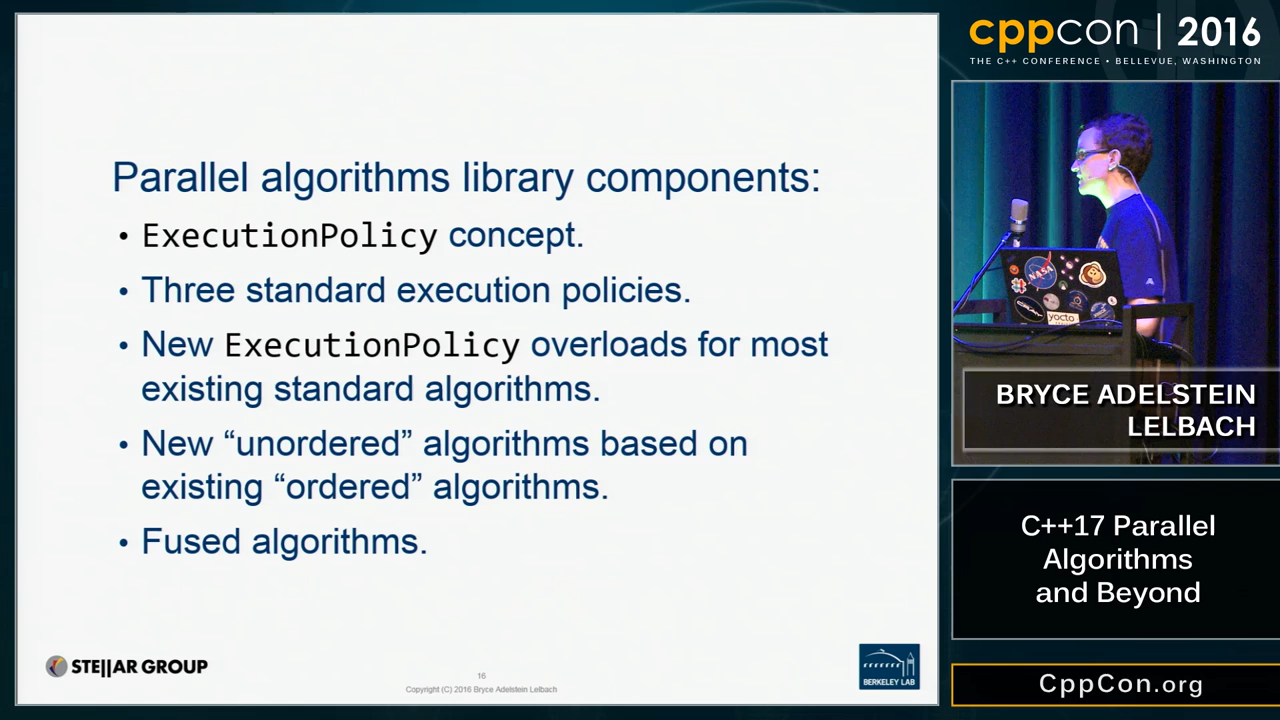 Parallel algorithms library components:
• ExecutionPolicy concept.
• Three standard execution policies.
• New ExecutionPolicy overloads for most
existing standard algorithms.
• New “unordered” algorithms based on
existing “ordered” algorithms.
• Fused algorithms.
STE||AR GROUP
16
Copyright (C) 2016 Bryce Adelstein Lelbach
BERKELEY LAB
cppcon | 2016
THE C++ CONFERENCE • BELLEVUE, WASHINGTON
NASA
yocto
BRYCE ADELSTEIN
LELBACH
C++17 Parallel
Algorithms
and Beyond
CppCon.org